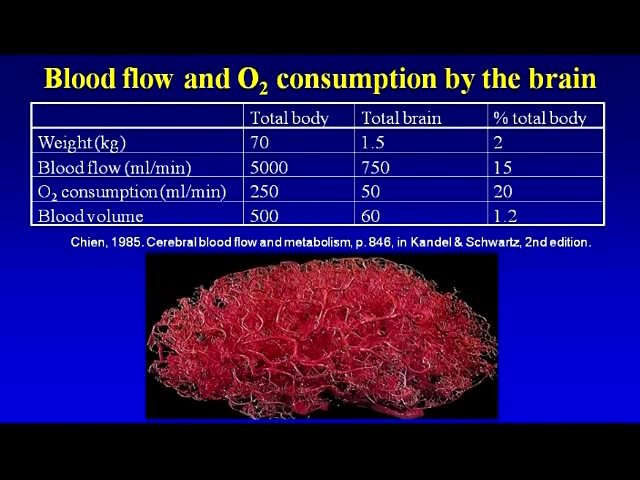 Blood flow and O₂ consumption by the brain
Total body Total brain % total body
Weight (kg) 70 1.5 2
Blood flow (ml/min) 5000 750 15
O₂ consumption (ml/min) 250 50 20
Blood volume 500 60 1.2
Chien, 1985. Cerebral blood flow and metabolism, p. 846, in Kandel & Schwartz, 2nd edition.